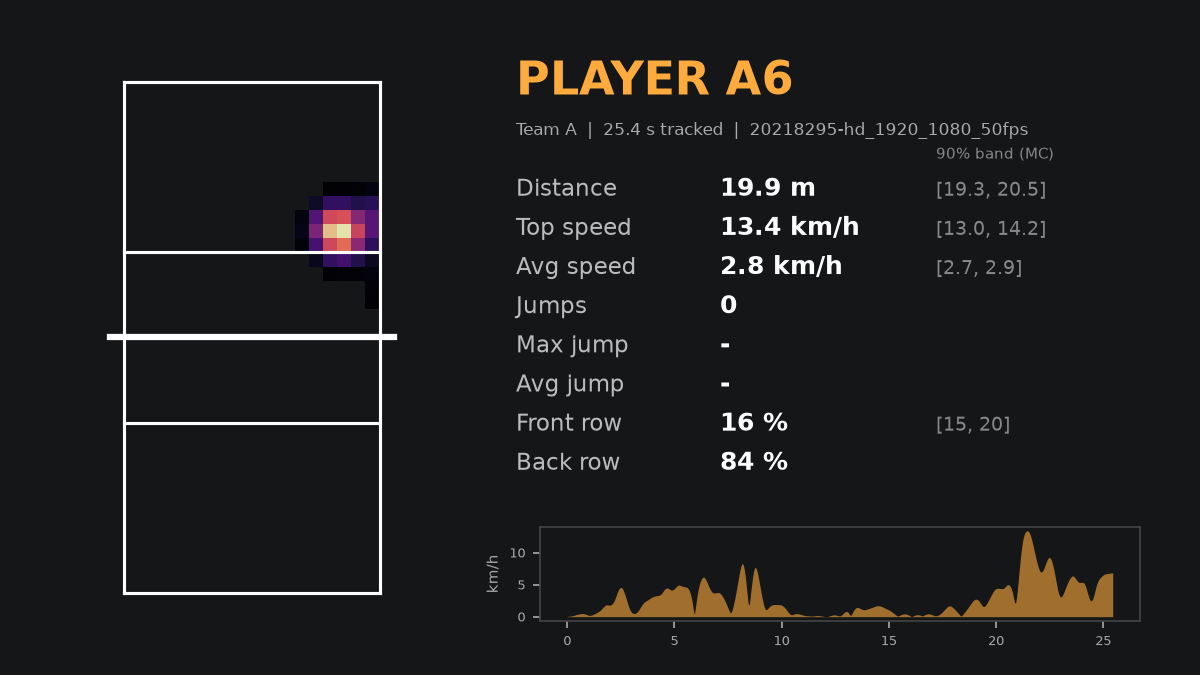 PLAYER A6
Team A | 25.4 s tracked | 20218295-hd_1920_1080_50fps
90% band (MC)
Distance 19.9 m [19.3, 20.5]
Top speed 13.4 km/h [13.0, 14.2]
Avg speed 2.8 km/h [2.7, 2.9]
Jumps 0
Max jump -
Avg jump -
Front row 16 % [15, 20]
Back row 84 %
km/h
10
5
0
0 5 10 15 20 25